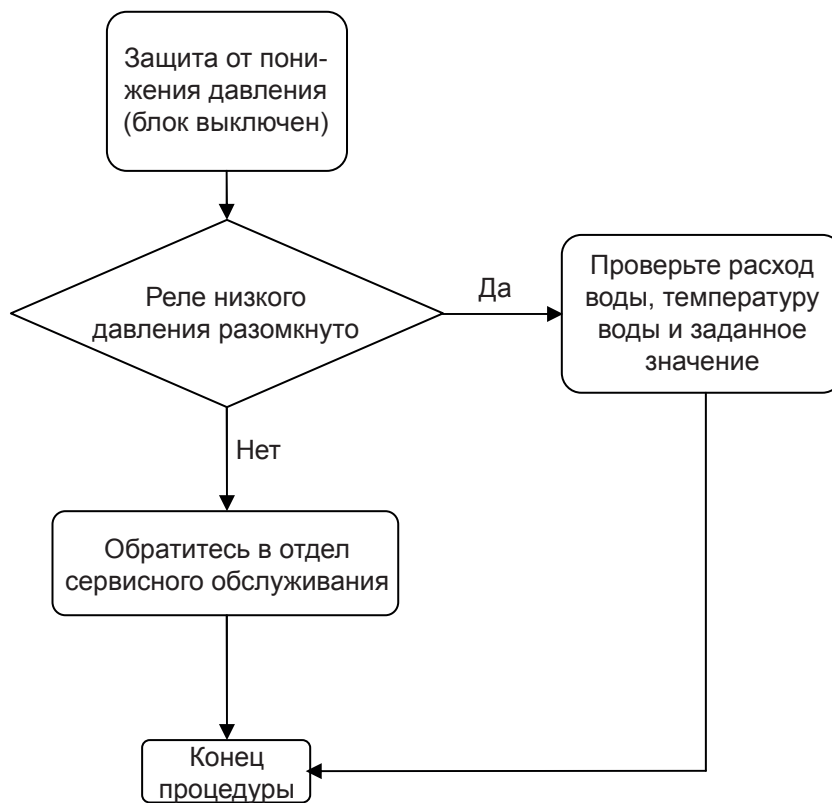 Защита от пони-
жения давления
(блок выключен)
Реле низкого
давления разомкнуто
Да
Проверьте расход
воды, температуру
воды и заданное
значение
Нет
Обратитесь в отдел
сервисного обслуживания
Конец
процедуры